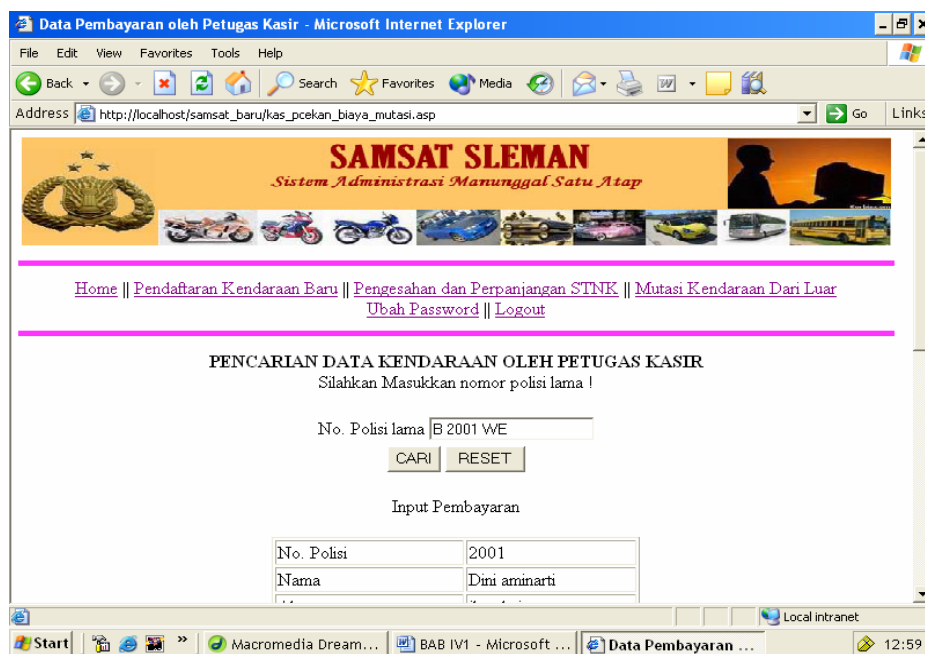 Data Pembayaran oleh Petugas Kasir - Microsoft Internet Explorer
File Edit View Favorites Tools Help
Back Search Favorites Media
Address http://localhost/samsat_baru/kas_pcekan_biaya_mutasi.asp Go Links
SAMSAT SLEMAN
Sistem Administrasi Manunggal Satu Atap
Home || Pendaftaran Kendaraan Baru || Pengesahan dan Perpanjangan STNK || Mutasi Kendaraan Dari Luar
Ubah Password || Logout
PENCARIAN DATA KENDARAAN OLEH PETUGAS KASIR
Silahkan Masukkan nomor polisi lama !
No. Polisi lama B 2001 WE
CARI RESET
Input Pembayaran
No. Polisi 2001
Nama Dini aminarti
Local intranet
Start » Macromedia Dream... BAB IV1 - Microsoft ... Data Pembayaran ... 12:59